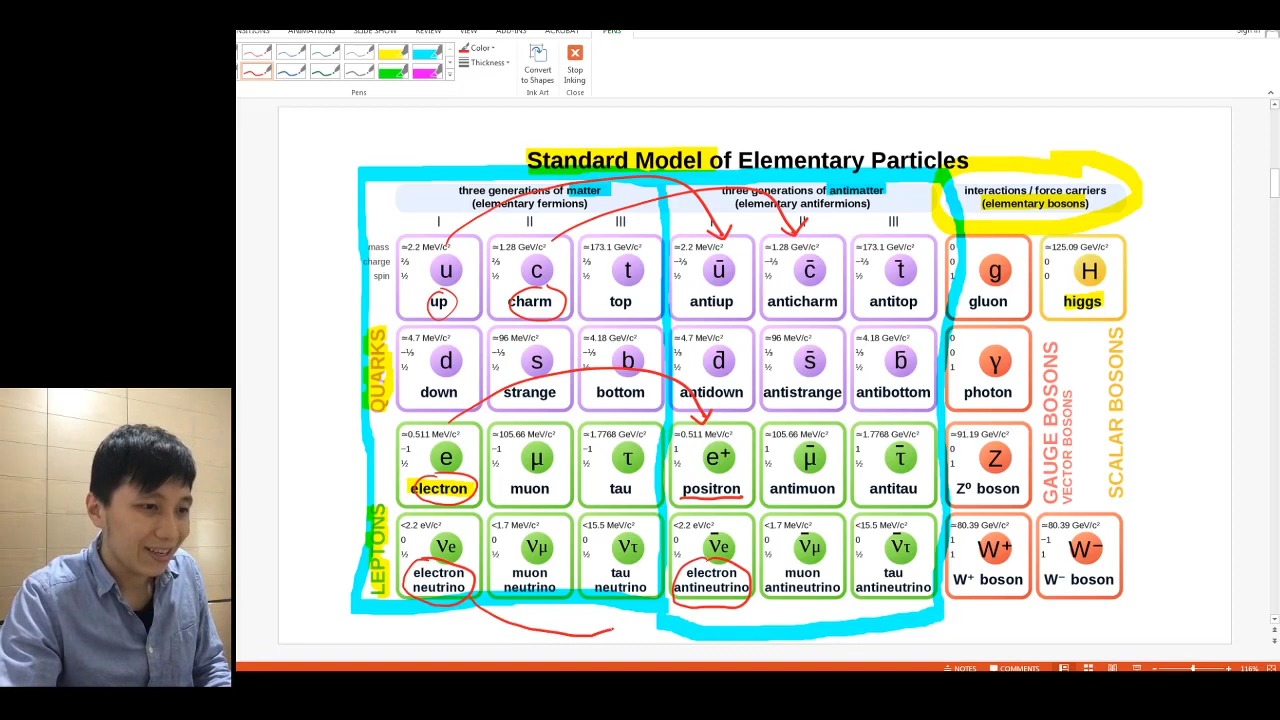 ANIMATIONS SLIDE SHOW REVIEW VIEW ADD-INS ACROBAT PENS
Sign in
Color
Thickness
Convert to Shapes
Stop Inking
Pens
Ink Art
Close
Standard Model of Elementary Particles
three generations of matter
(elementary fermions)
three generations of antimatter
(elementary antifermions)
interactions / force carriers
(elementary bosons)
I II III I II III
mass
charge
spin
≃2.2 MeV/c²
⅔
½
u
up
≃1.28 GeV/c²
⅔
½
c
charm
≃173.1 GeV/c²
⅔
½
t
top
≃2.2 MeV/c²
−⅔
½
ū
antiup
≃1.28 GeV/c²
−⅔
½
c̄
anticharm
≃173.1 GeV/c²
−⅔
½
t̄
antitop
0
0
1
g
gluon
≃125.09 GeV/c²
0
0
H
higgs
QUARKS
≃4.7 MeV/c²
−⅓
½
d
down
≃96 MeV/c²
−⅓
½
s
strange
≃4.18 GeV/c²
−⅓
½
b
bottom
≃4.7 MeV/c²
⅓
½
d̄
antidown
≃96 MeV/c²
⅓
½
s̄
antistrange
≃4.18 GeV/c²
⅓
½
b̄
antibottom
0
0
1
γ
photon
GAUGE BOSONS
VECTOR BOSONS
SCALAR BOSONS
LEPTONS
≃0.511 MeV/c²
−1
½
e
electron
≃105.66 MeV/c²
−1
½
μ
muon
≃1.7768 GeV/c²
−1
½
τ
tau
≃0.511 MeV/c²
1
½
e⁺
positron
≃105.66 MeV/c²
1
½
μ̄
antimuon
≃1.7768 GeV/c²
1
½
τ̄
antitau
≃91.19 GeV/c²
0
1
Z
Z⁰ boson
<2.2 eV/c²
0
½
νe
electron
neutrino
<1.7 MeV/c²
0
½
νμ
muon
neutrino
<15.5 MeV/c²
0
½
ντ
tau
neutrino
<2.2 eV/c²
0
½
ν̄e
electron
antineutrino
<1.7 MeV/c²
0
½
ν̄μ
muon
antineutrino
<15.5 MeV/c²
0
½
ν̄τ
tau
antineutrino
≃80.39 GeV/c²
1
1
W⁺
W⁺ boson
≃80.39 GeV/c²
−1
1
W⁻
W⁻ boson
NOTES COMMENTS 116%